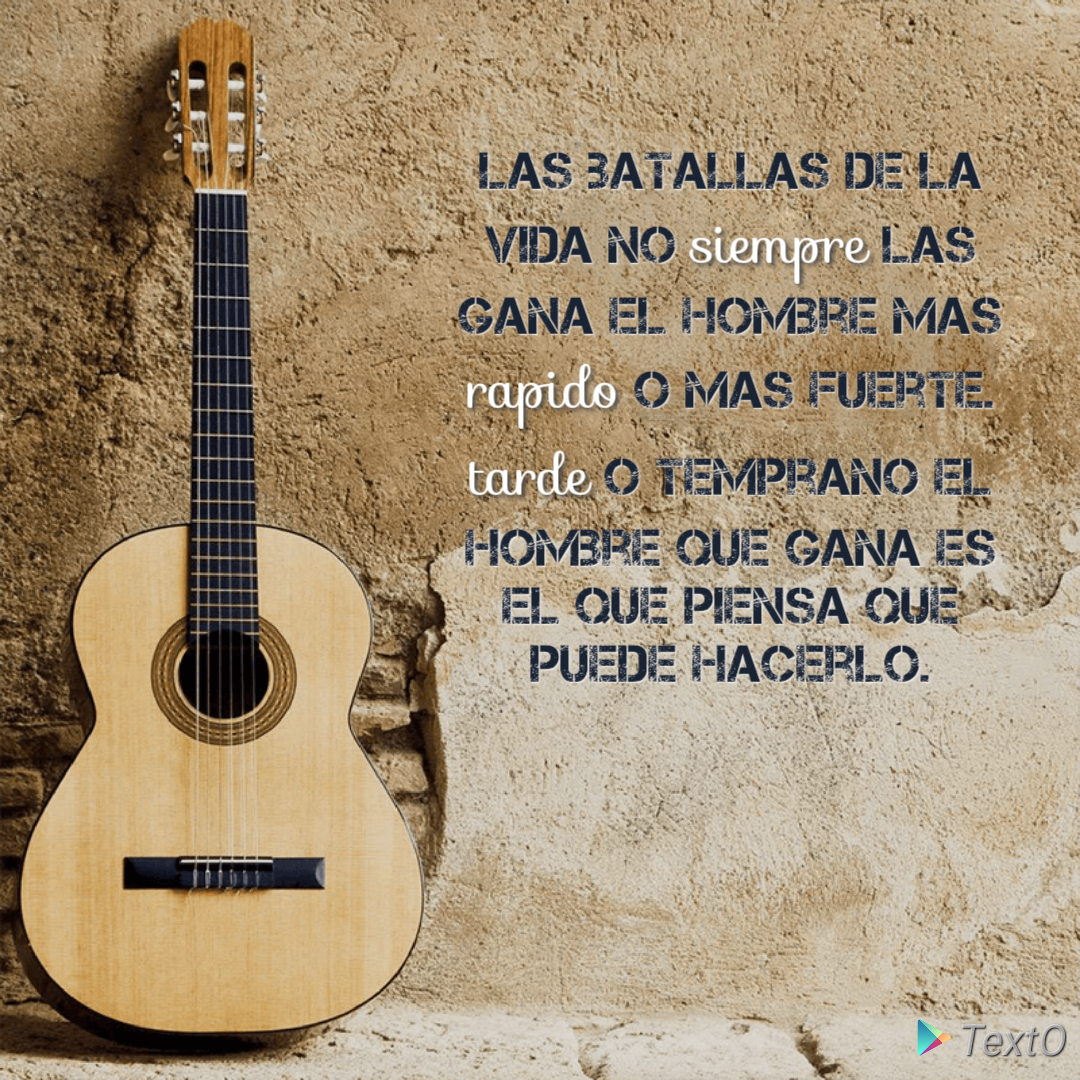 LAS BATALLAS DE LA
VIDA NO siempre LAS
GANA EL HOMBRE MAS
rapido O MAS FUERTE.
tarde O TEMPRANO EL
HOMBRE QUE GANA ES
EL QUE PIENSA QUE
PUEDE HACERLO.
TextO